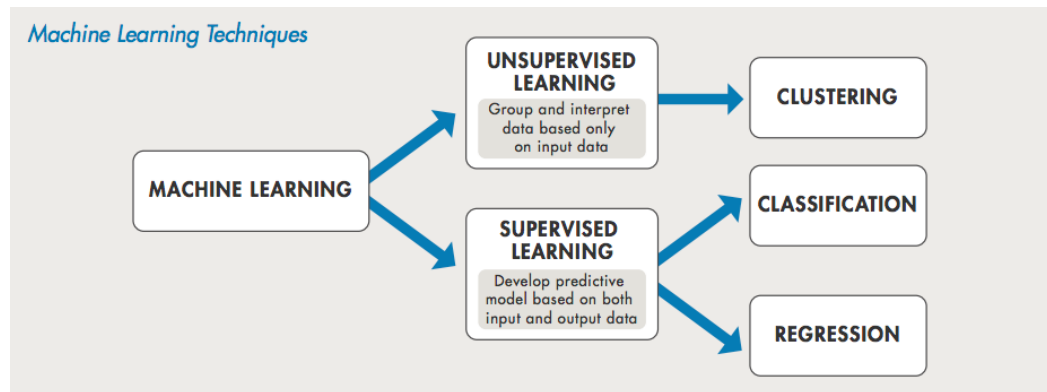 Machine Learning Techniques
MACHINE LEARNING
UNSUPERVISED
LEARNING
Group and interpret
data based only
on input data
CLUSTERING
SUPERVISED
LEARNING
Develop predictive
model based on both
input and output data
CLASSIFICATION
REGRESSION